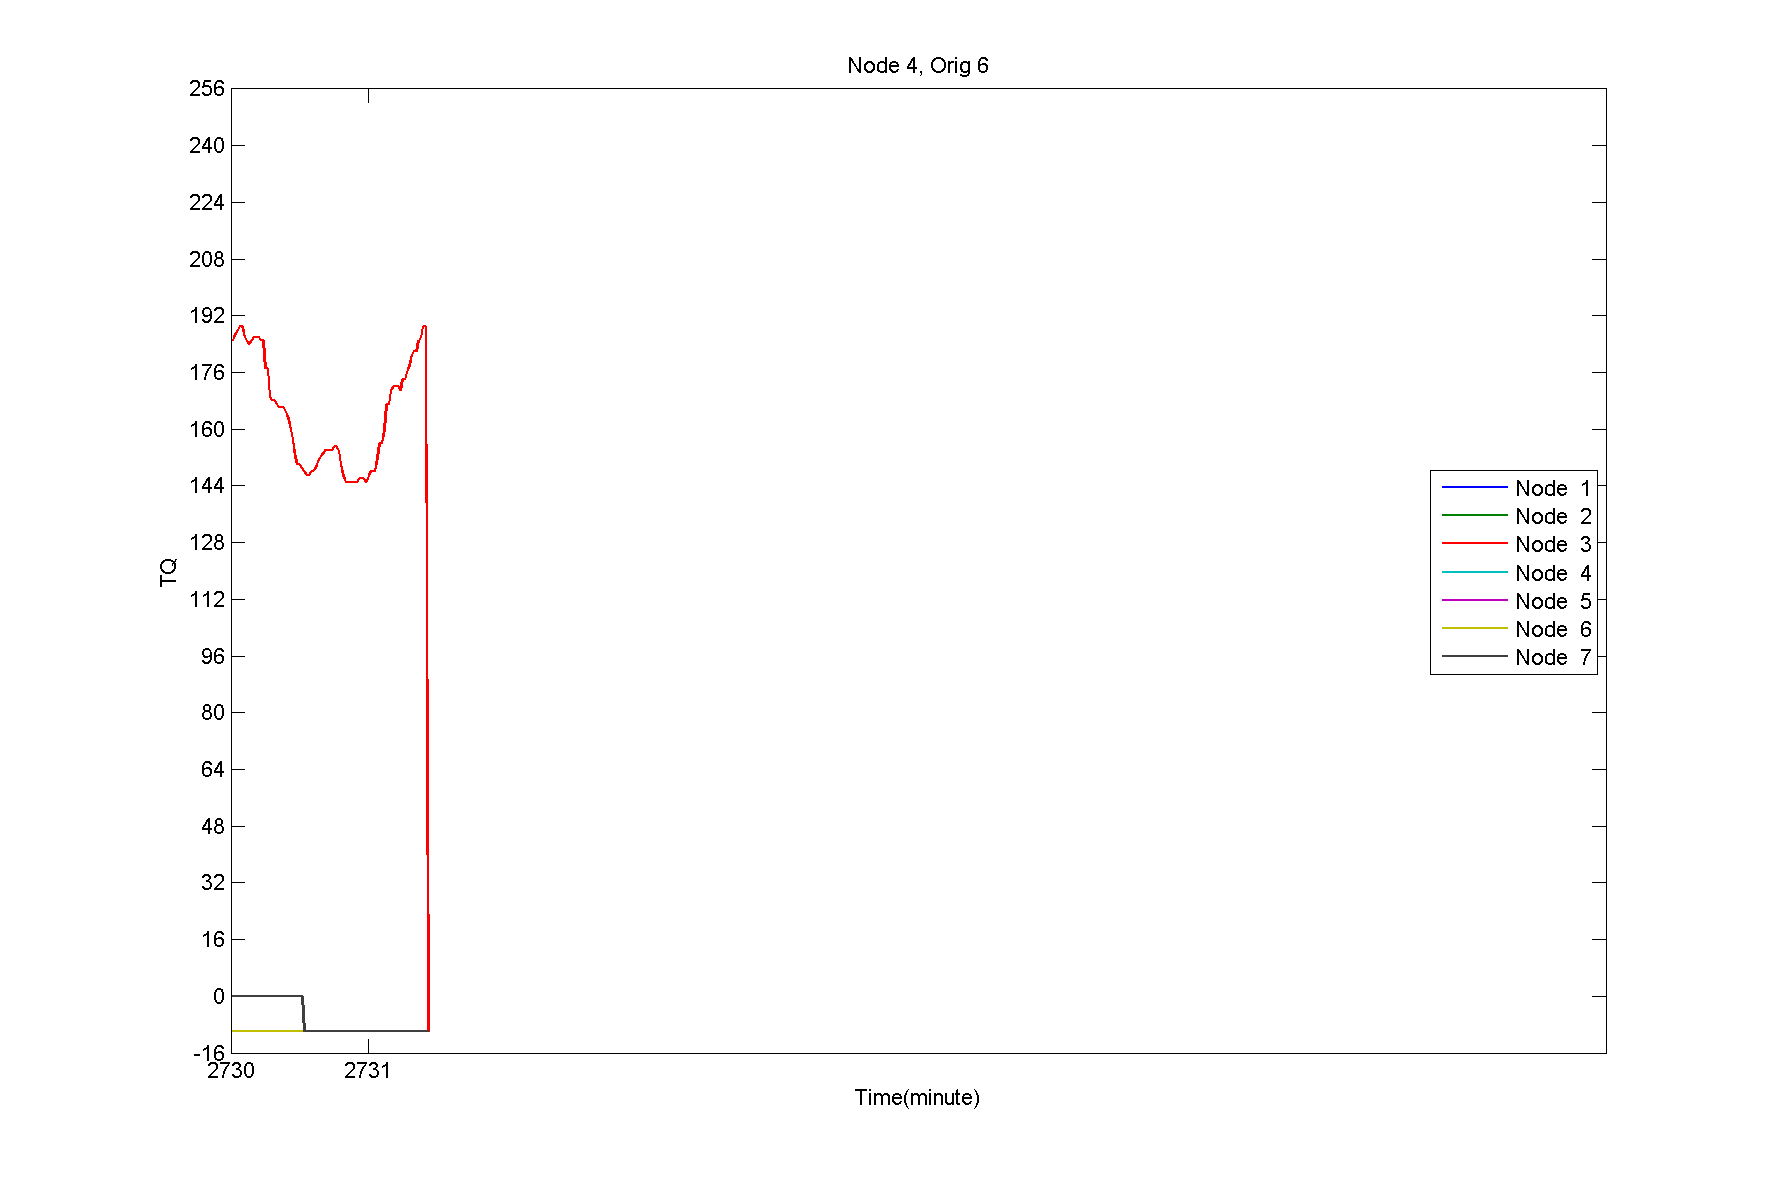 Node 4, Orig 6
256
240
224
208
192
176
160
144
128
112
96
80
64
48
32
16
0
-16
TQ
2730 2731
Time(minute)
Node 1
Node 2
Node 3
Node 4
Node 5
Node 6
Node 7